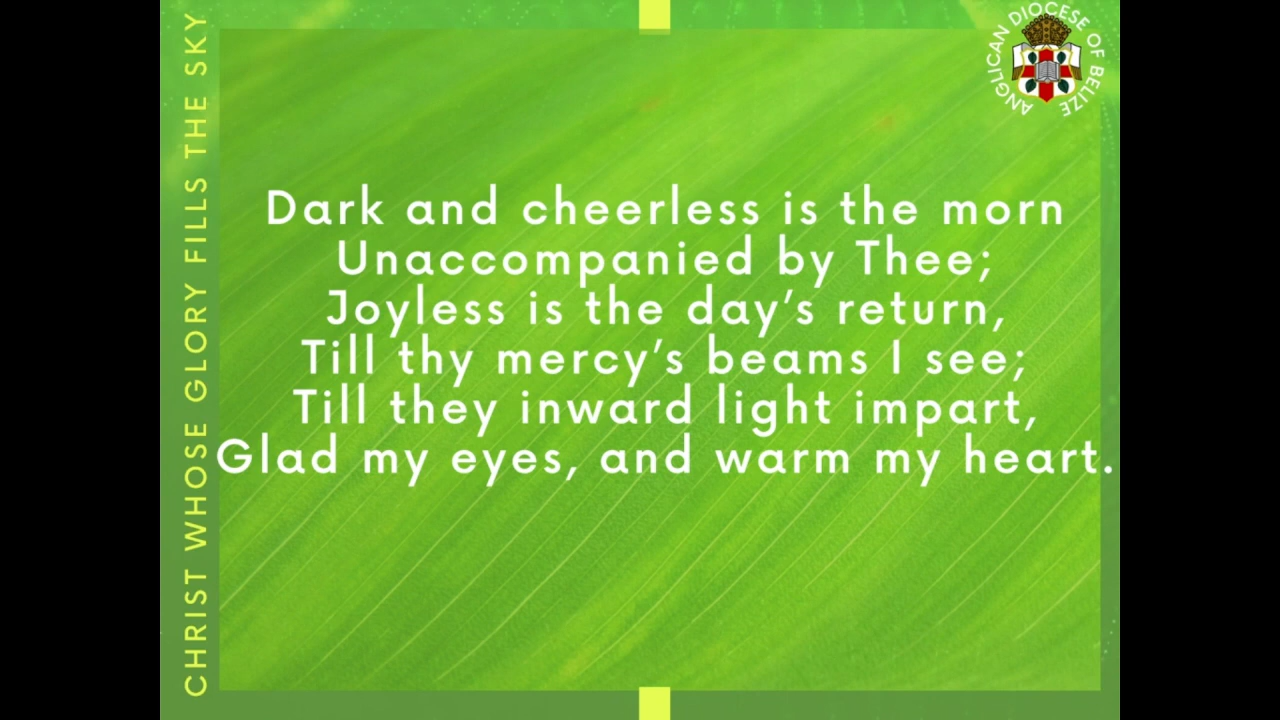 CHRIST WHOSE GLORY FILLS THE SKY
ANGLICAN DIOCESE OF BELIZE
Dark and cheerless is the morn
Unaccompanied by Thee;
Joyless is the day’s return,
Till thy mercy’s beams I see;
Till they inward light impart,
Glad my eyes, and warm my heart.